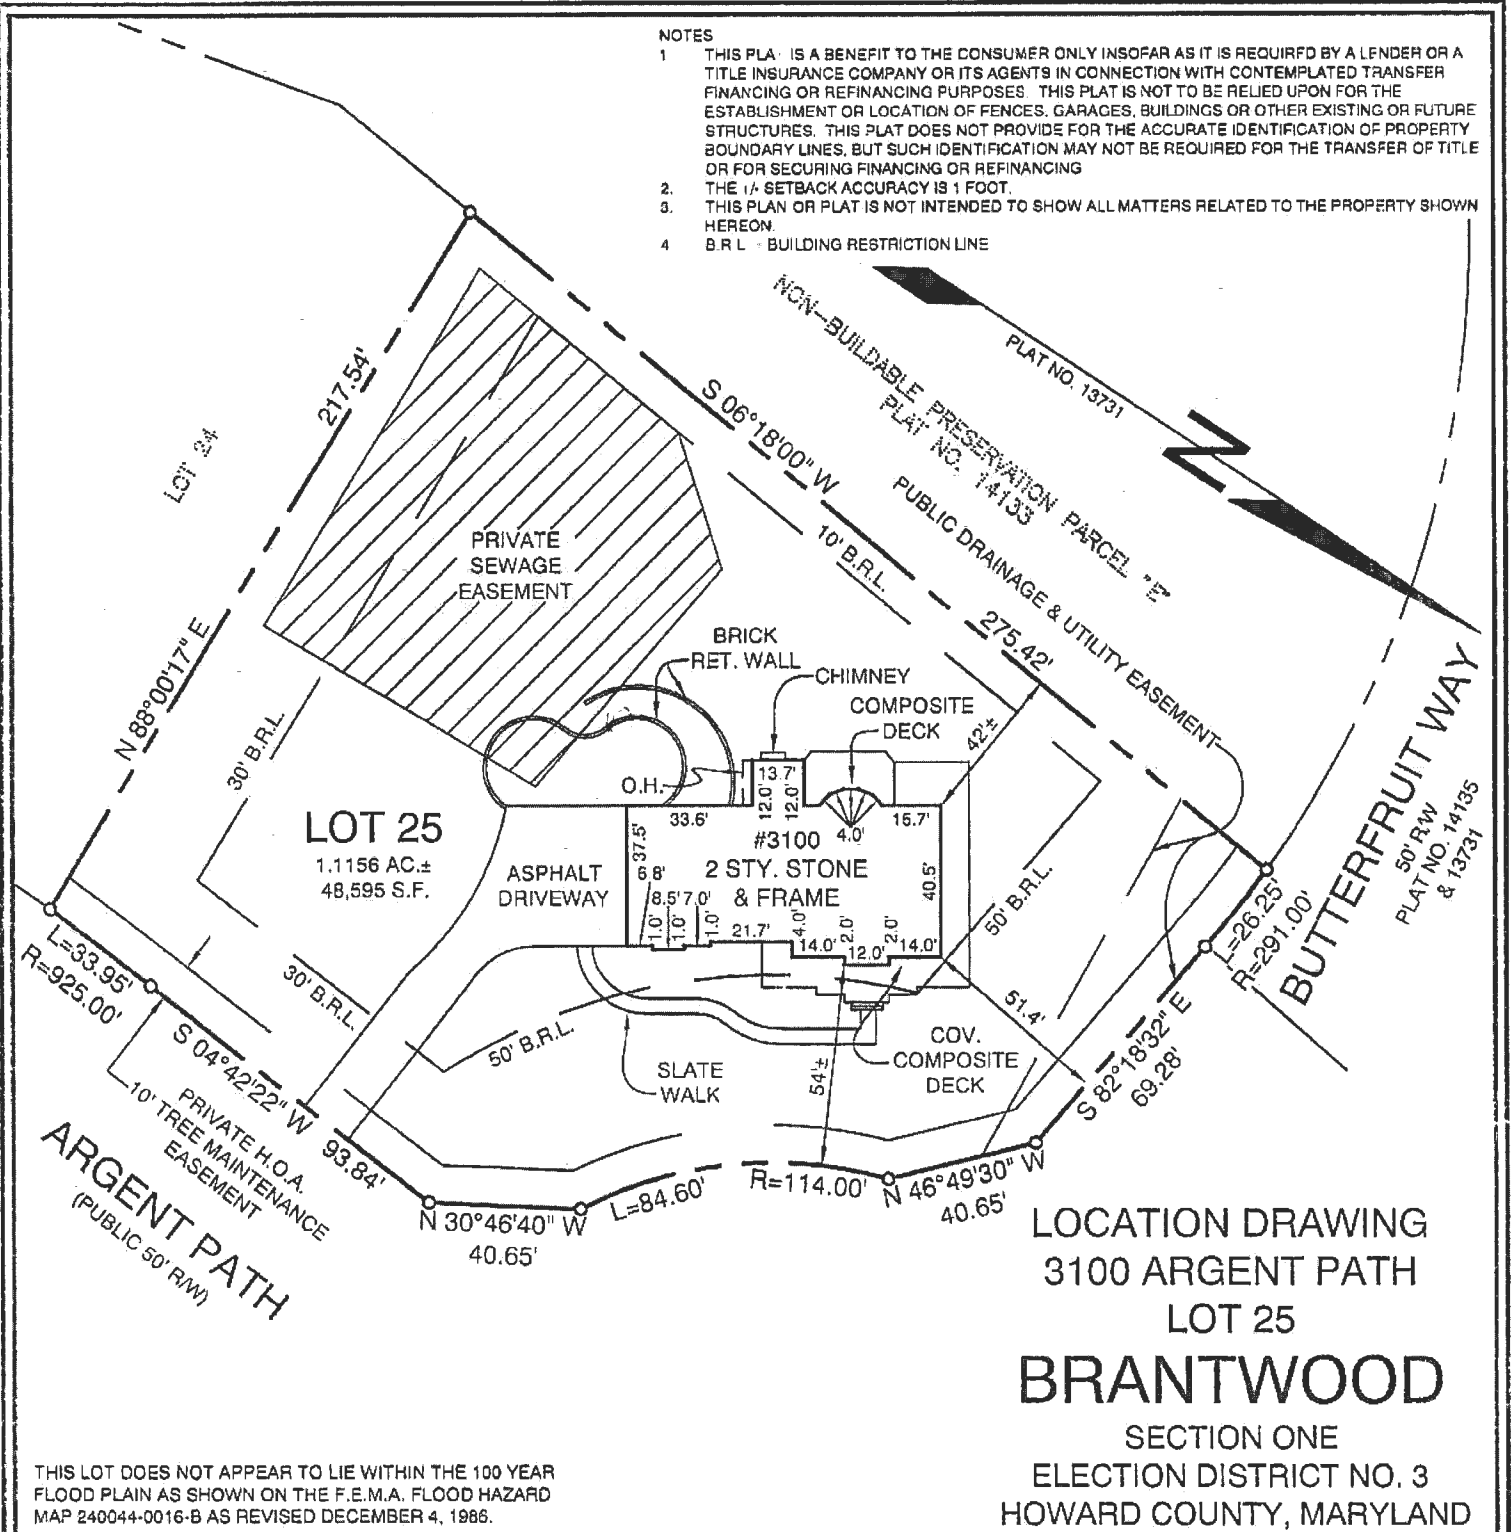 NOTES
1 THIS PLA IS A BENEFIT TO THE CONSUMER ONLY INSOFAR AS IT IS REQUIRED BY A LENDER OR A
TITLE INSURANCE COMPANY OR ITS AGENTS IN CONNECTION WITH CONTEMPLATED TRANSFER
FINANCING OR REFINANCING PURPOSES. THIS PLAT IS NOT TO BE RELIED UPON FOR THE
ESTABLISHMENT OR LOCATION OF FENCES, GARAGES, BUILDINGS OR OTHER EXISTING OR FUTURE
STRUCTURES. THIS PLAT DOES NOT PROVIDE FOR THE ACCURATE IDENTIFICATION OF PROPERTY
BOUNDARY LINES, BUT SUCH IDENTIFICATION MAY NOT BE REQUIRED FOR THE TRANSFER OF TITLE
OR FOR SECURING FINANCING OR REFINANCING
2. THE +/- SETBACK ACCURACY IS 1 FOOT.
3. THIS PLAN OR PLAT IS NOT INTENDED TO SHOW ALL MATTERS RELATED TO THE PROPERTY SHOWN
HEREON.
4 B.R L - BUILDING RESTRICTION LINE
NON-BUILDABLE PRESERVATION PARCEL "E"
PLAT NO. 14133
PLAT NO. 13731
N
217.54'
LOT 24
S 06°18'00" W
PUBLIC DRAINAGE & UTILITY EASEMENT
10' B.R.L.
PRIVATE
SEWAGE
EASEMENT
275.42'
N 88°00'17" E
BRICK
RET. WALL
CHIMNEY
COMPOSITE
DECK
42'±
30' B.R.L.
O.H.
13.7'
12.0'
12.0'
33.6'
4.0'
15.7'
#3100
2 STY. STONE
& FRAME
37.5'
40.5'
6 8'
8.5'
7.0'
1.0'
1.0'
1.0'
21.7'
4.0'
14.0'
2.0'
12.0'
2.0'
14.0'
LOT 25
1.1156 AC.±
48,595 S.F.
ASPHALT
DRIVEWAY
50' B.R.L.
BUTTERFRUIT WAY
50' R/W
PLAT NO. 14135
& 13731
L=26.25'
R=291.00'
L=33.95'
R=925.00'
30' B.R.L.
50' B.R.L.
51.4'
54'±
SLATE
WALK
COV.
COMPOSITE
DECK
S 82°18'32" E
69.28'
S 04°42'22" W
93.84'
PRIVATE H.O.A.
10' TREE MAINTENANCE
EASEMENT
ARGENT PATH
(PUBLIC 50' R/W)
N 30°46'40" W
40.65'
L=84.60'
R=114.00'
N 46°49'30" W
40.65'
LOCATION DRAWING
3100 ARGENT PATH
LOT 25
BRANTWOOD
SECTION ONE
ELECTION DISTRICT NO. 3
HOWARD COUNTY, MARYLAND
THIS LOT DOES NOT APPEAR TO LIE WITHIN THE 100 YEAR
FLOOD PLAIN AS SHOWN ON THE F.E.M.A. FLOOD HAZARD
MAP 240044-0016-B AS REVISED DECEMBER 4, 1986.